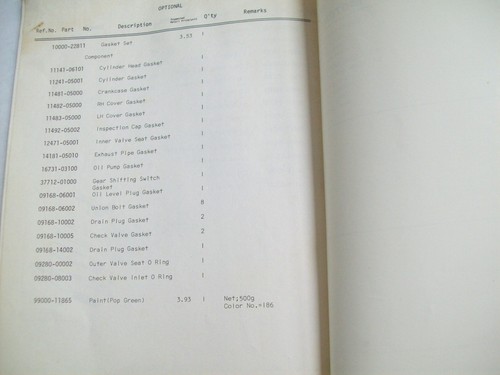 OPTIONAL
Ref.No. Part No. Description Q'ty Remarks
10000-22811 Gasket Set 3.93 1
Component
11141-06101 Cylinder Head Gasket 1
11241-05001 Cylinder Gasket 1
11481-05000 Crankcase Gasket 1
11482-05000 RH Cover Gasket 1
11483-05000 LH Cover Gasket 1
11492-05002 Inspection Cap Gasket 1
12471-05001 Inner Valve Seat Gasket 1
14181-05010 Exhaust Pipe Gasket 1
16731-03100 Oil Pump Gasket 1
37712-01000 Gear Shitting Switch Gasket 1
09168-06001 Oil Level Plug Gasket 1
09168-06002 Union Bolt Gasket 8
09168-10002 Drain Plug Gasket 2
09168-10005 Check Valve Gasket 2
09168-14002 Drain Plug Gasket 1
09280-00002 Outer Valve Seat O Ring 1
09280-08003 Check Valve Inlet O Ring 1
99000-11865 Paint(Pop Green) 3.93 1 Net;500g
Color No.=186